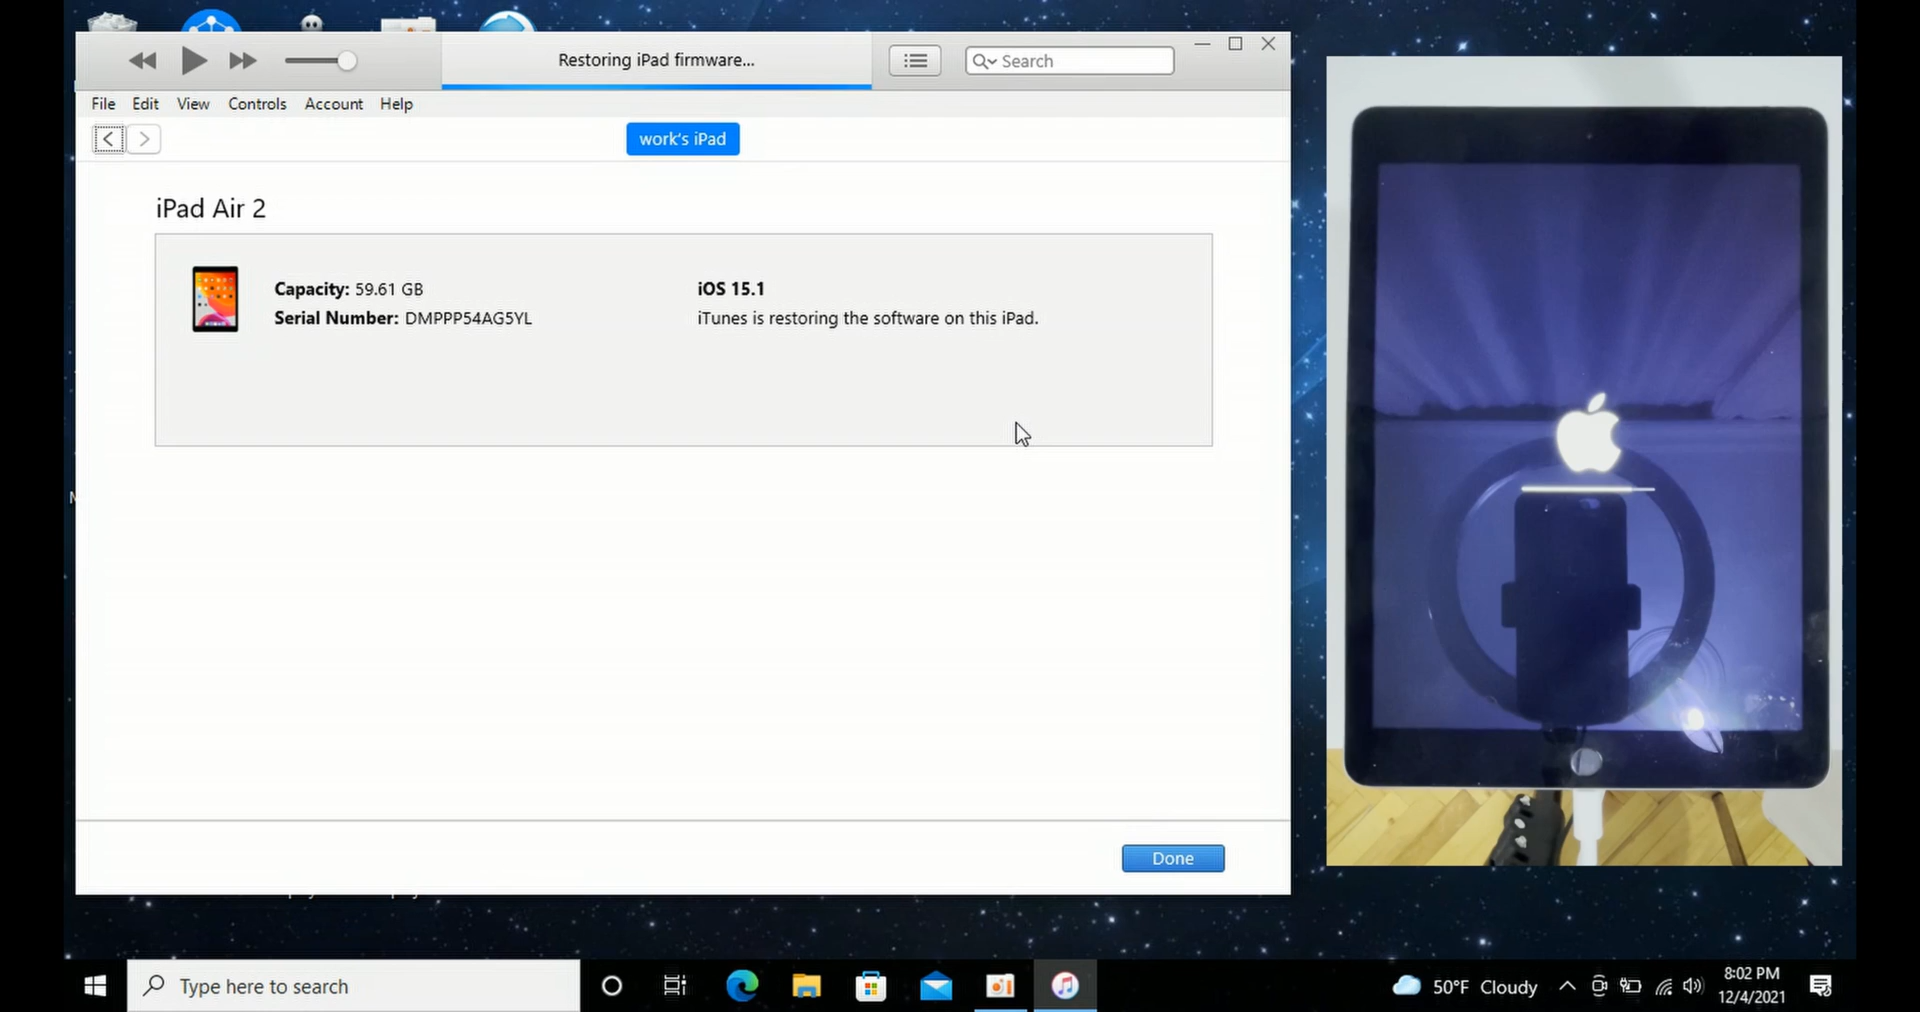 Restoring iPad firmware...
Search
File Edit View Controls Account Help
work's iPad
iPad Air 2
Capacity: 59.61 GB
Serial Number: DMPPP54AG5YL
iOS 15.1
iTunes is restoring the software on this iPad.
Done
Type here to search
50°F Cloudy
8:02 PM
12/4/2021